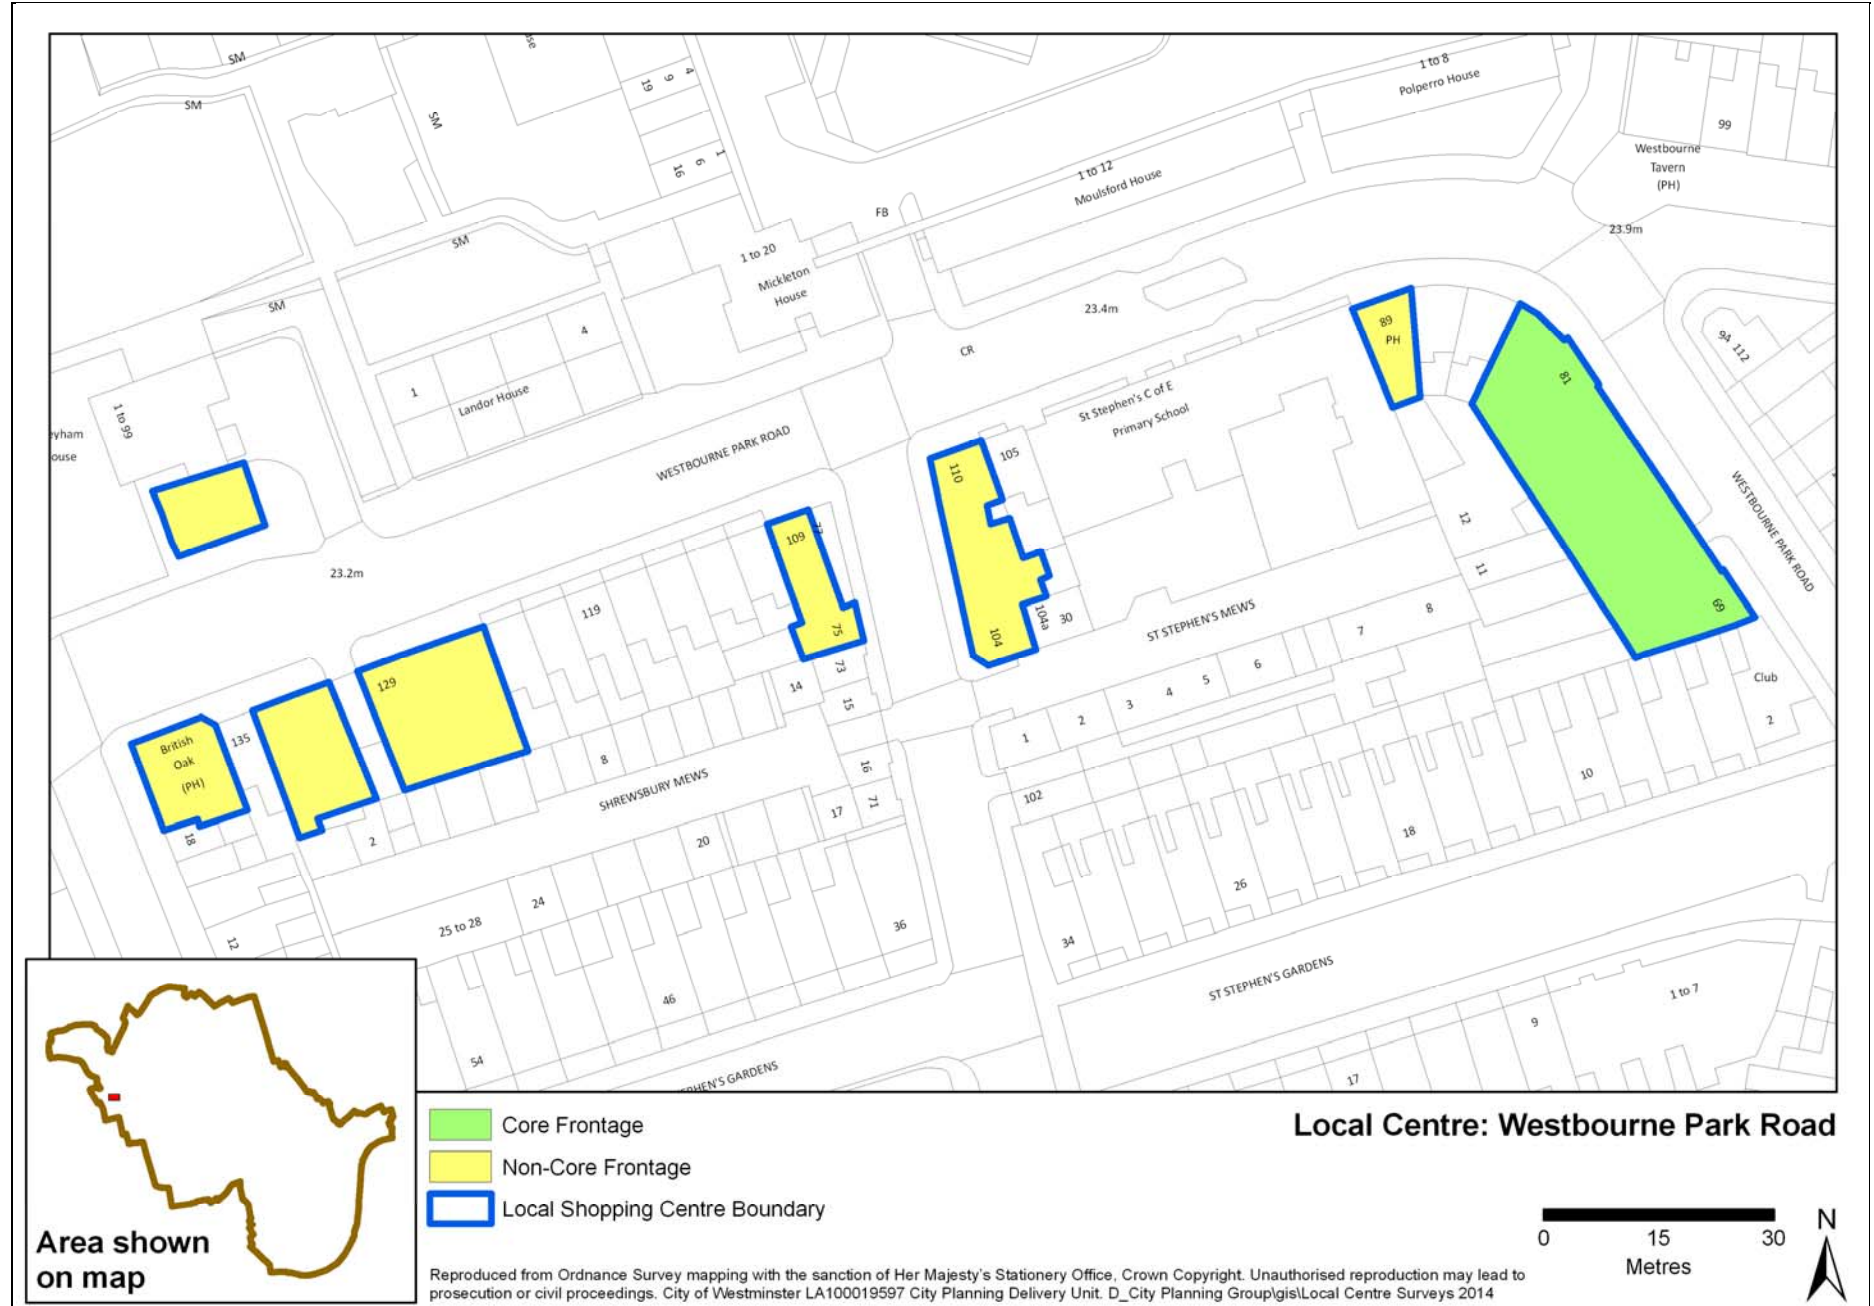 SM
SM
SM
SM
SM
19
9
4
16
6
1
1 to 8
Polperro House
99
Westbourne
Tavern
(PH)
23.9m
1 to 12
Moulsford House
FB
1 to 20
Mickleton
House
23.4m
CR
94
112
89
PH
81
69
WESTBOURNE PARK ROAD
Club
2
1 to 99
1
4
Landor House
WESTBOURNE PARK ROAD
23.2m
St Stephen's C of E
Primary School
105
110
104
104a
30
12
11
ST STEPHEN'S MEWS
8
7
6
5
4
3
2
1
109
77
75
73
119
129
14
15
16
71
17
British
Oak
(PH)
135
18
2
8
SHREWSBURY MEWS
20
24
25 to 28
12
36
46
54
102
34
26
18
10
ST STEPHEN'S GARDENS
1 to 7
9
17
Area shown
on map
Core Frontage
Non-Core Frontage
Local Shopping Centre Boundary
Local Centre: Westbourne Park Road
0 15 30
Metres
N
Reproduced from Ordnance Survey mapping with the sanction of Her Majesty's Stationery Office, Crown Copyright. Unauthorised reproduction may lead to
prosecution or civil proceedings. City of Westminster LA100019597 City Planning Delivery Unit. D_City Planning Group\gis\Local Centre Surveys 2014